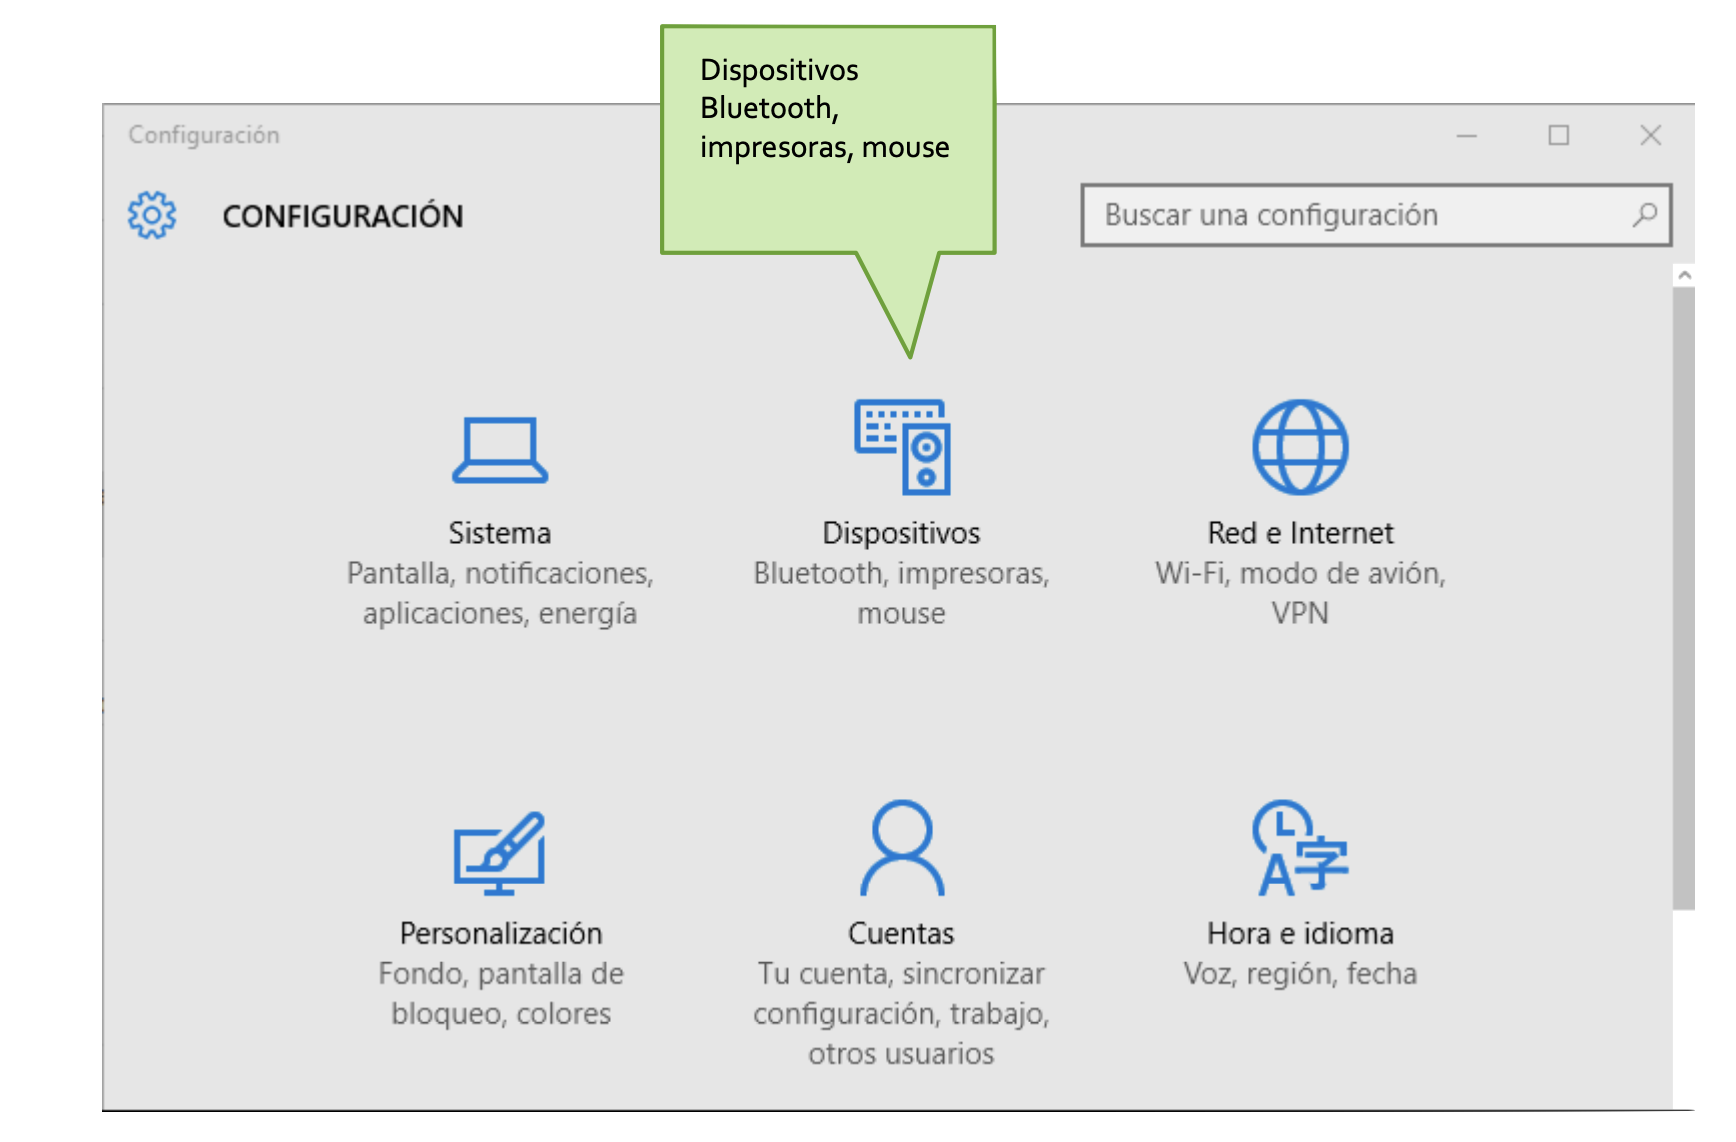 Dispositivos
Bluetooth,
impresoras, mouse
Configuración
CONFIGURACIÓN
Buscar una configuración
Sistema
Pantalla, notificaciones,
aplicaciones, energía
Dispositivos
Bluetooth, impresoras,
mouse
Red e Internet
Wi-Fi, modo de avión,
VPN
Personalización
Fondo, pantalla de
bloqueo, colores
Cuentas
Tu cuenta, sincronizar
configuración, trabajo,
otros usuarios
Hora e idioma
Voz, región, fecha